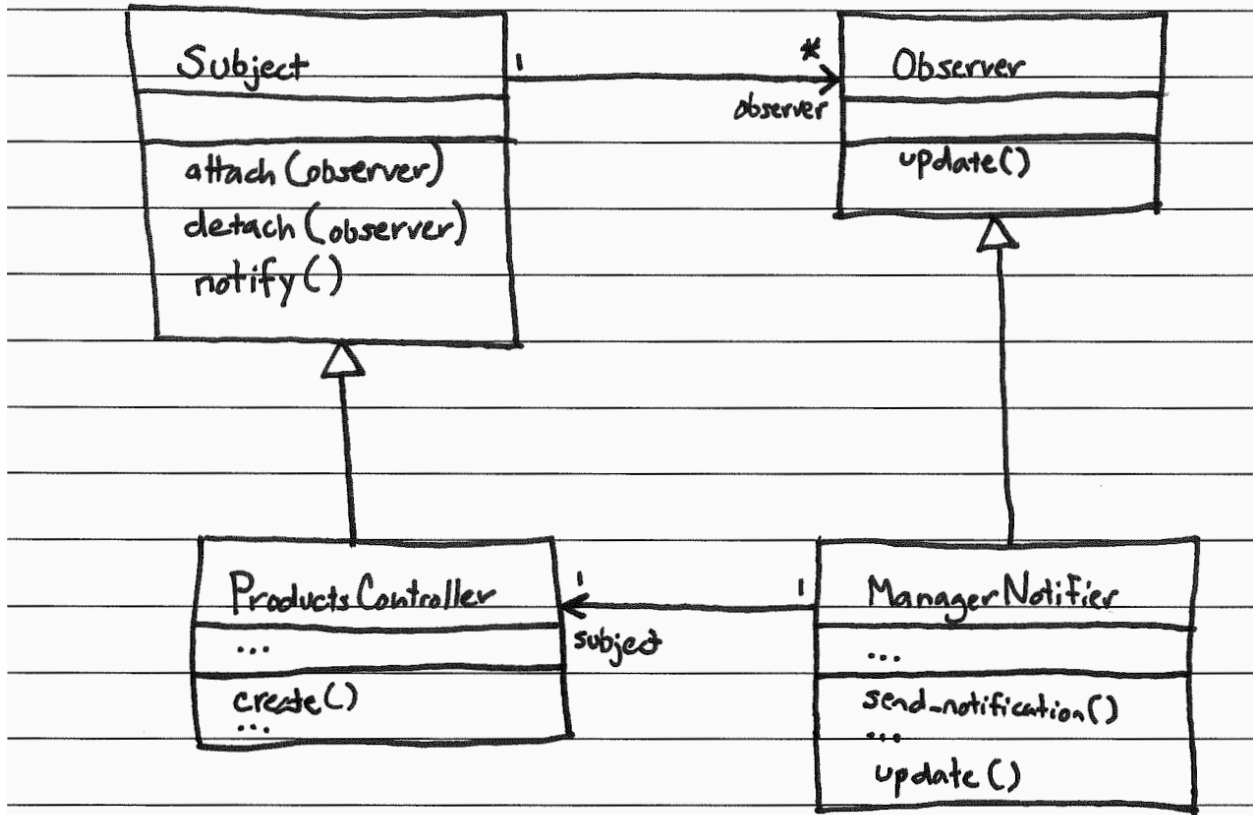 Subject
attach (observer)
detach (observer)
notify ()
1
*
observer
Observer
update ()
ProductsController
...
create ()
...
1
subject
1
ManagerNotifier
...
send_notification ()
...
update ()